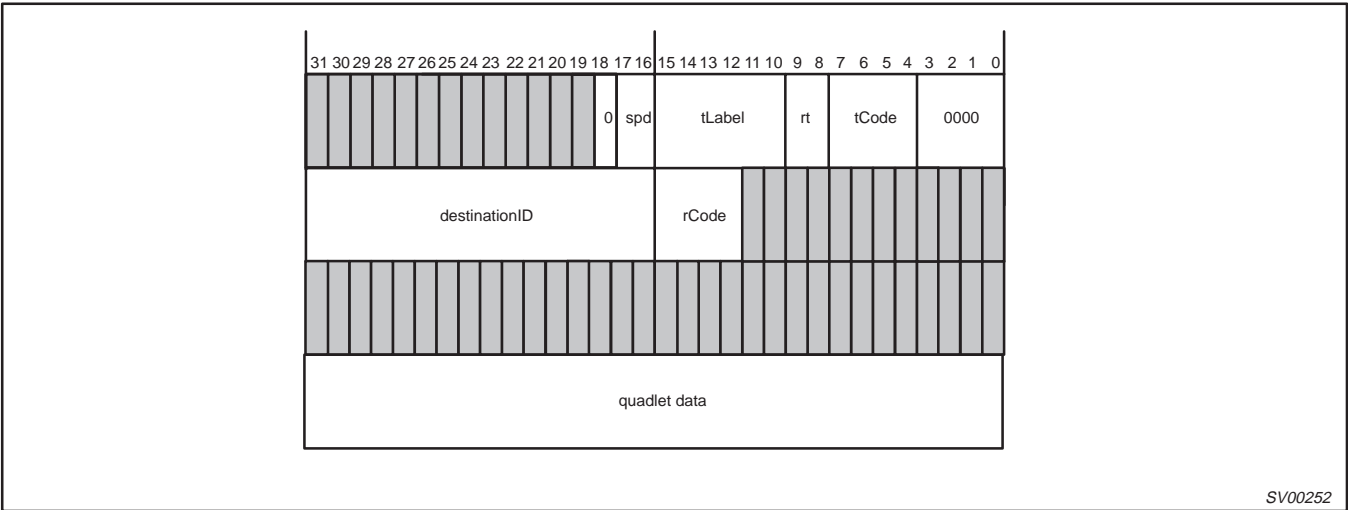 31 30 29 28 27 26 25 24 23 22 21 20 19 18 17 16 15 14 13 12 11 10 9 8 7 6 5 4 3 2 1 0
0 spd tLabel rt tCode 0000
destinationID rCode
quadlet data
SV00252